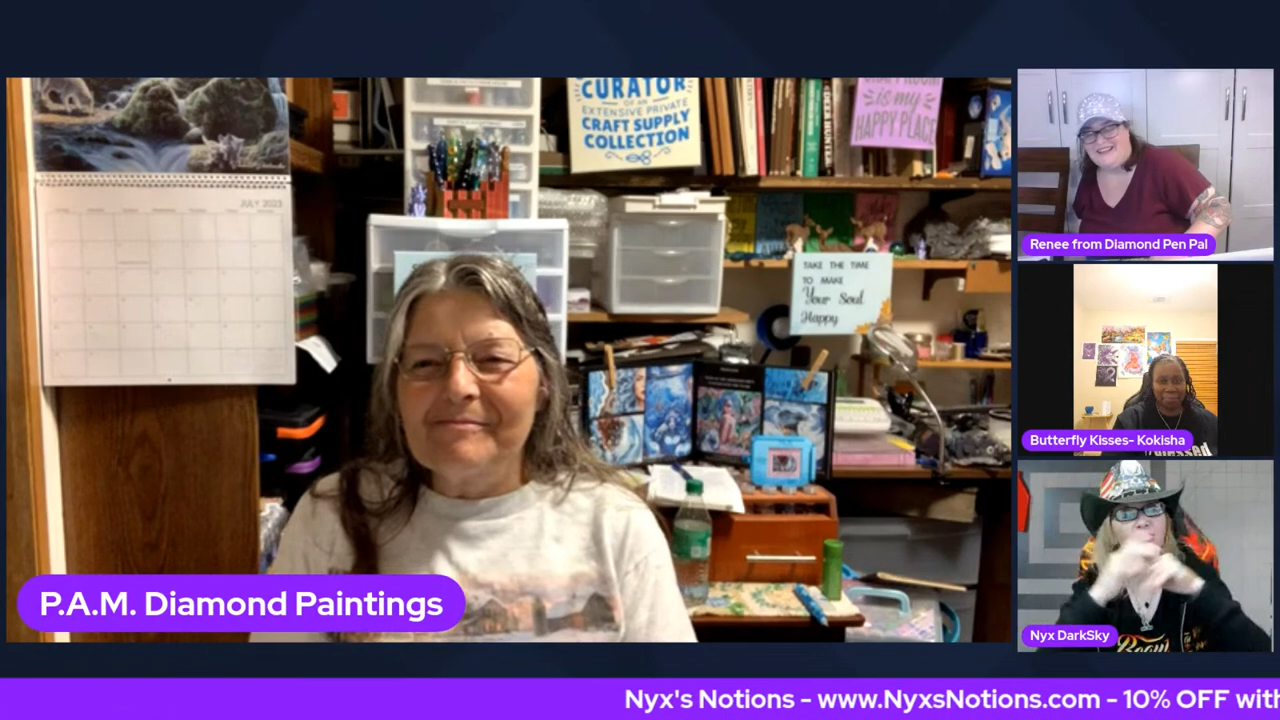 CURATOR
OF AN
EXTENSIVE PRIVATE
CRAFT SUPPLY
COLLECTION
is my
HAPPY PLACE
JULY 2023
TAKE THE TIME
TO MAKE
Your Soul
Happy
P.A.M. Diamond Paintings
Renee from Diamond Pen Pal
Butterfly Kisses- Kokisha
Nyx DarkSky
Nyx's Notions - www.NyxsNotions.com - 10% OFF with